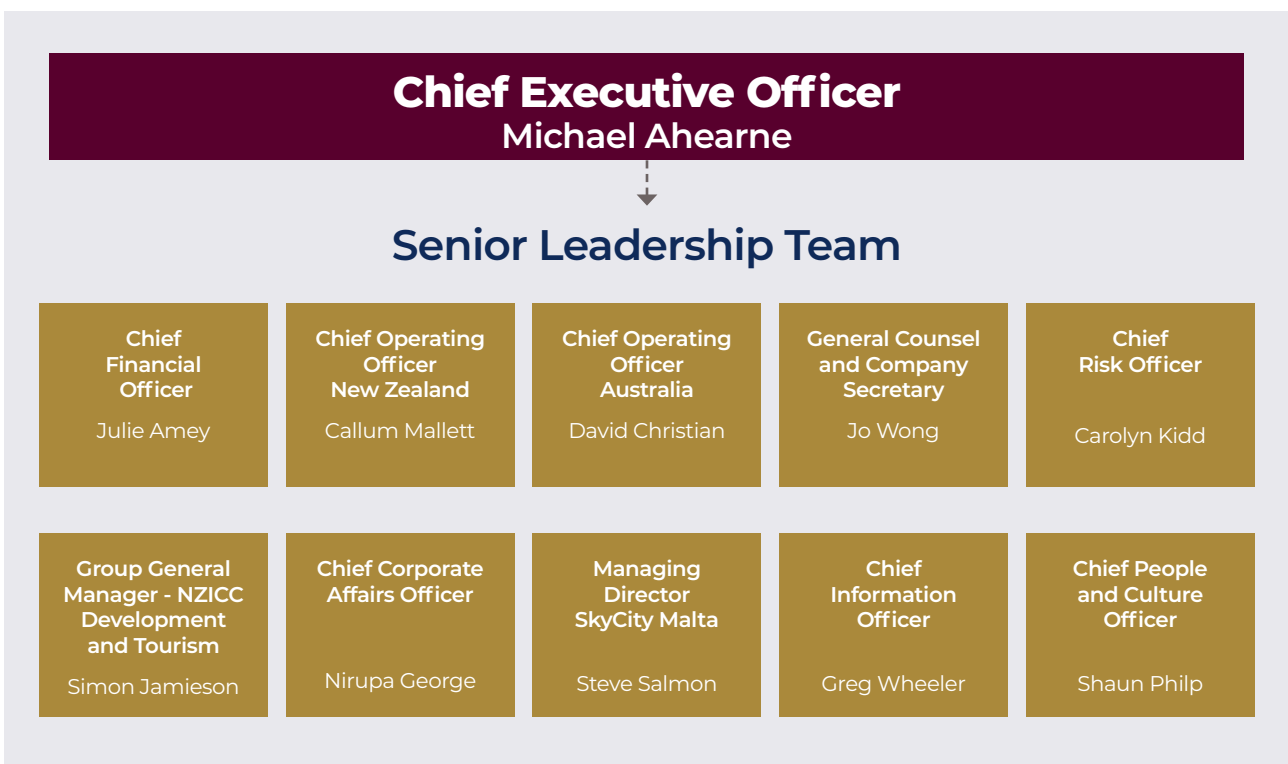 Chief Executive Officer
Michael Ahearne
Senior Leadership Team
Chief
Financial
Officer
Julie Amey
Chief Operating
Officer
New Zealand
Callum Mallett
Chief Operating
Officer
Australia
David Christian
General Counsel
and Company
Secretary
Jo Wong
Chief
Risk Officer
Carolyn Kidd
Group General
Manager - NZICC
Development
and Tourism
Simon Jamieson
Chief Corporate
Affairs Officer
Nirupa George
Managing
Director
SkyCity Malta
Steve Salmon
Chief
Information
Officer
Greg Wheeler
Chief People
and Culture
Officer
Shaun Philp